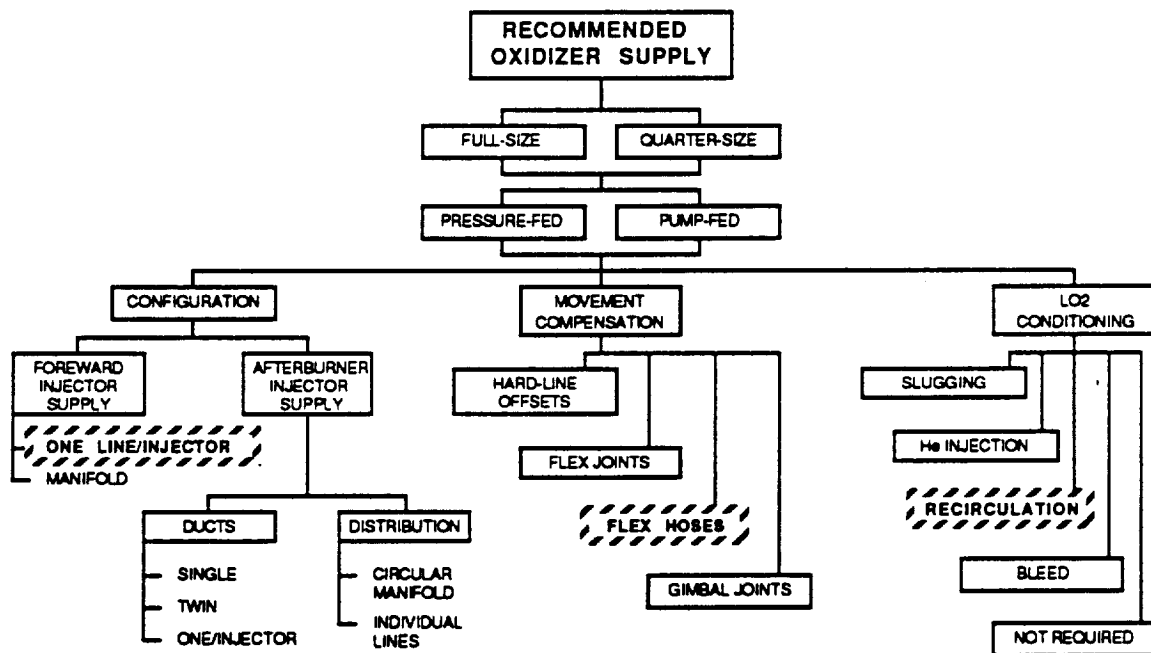 RECOMMENDED
OXIDIZER SUPPLY
FULL-SIZE
QUARTER-SIZE
PRESSURE-FED
PUMP-FED
CONFIGURATION
MOVEMENT
COMPENSATION
LO2
CONDITIONING
FOREWARD
INJECTOR
SUPPLY
AFTERBURNER
INJECTOR
SUPPLY
ONE LINE/INJECTOR
MANIFOLD
DUCTS
SINGLE
TWIN
ONE/INJECTOR
DISTRIBUTION
CIRCULAR
MANIFOLD
INDIVIDUAL
LINES
HARD-LINE
OFFSETS
FLEX JOINTS
FLEX HOSES
GIMBAL JOINTS
SLUGGING
He INJECTION
RECIRCULATION
BLEED
NOT REQUIRED